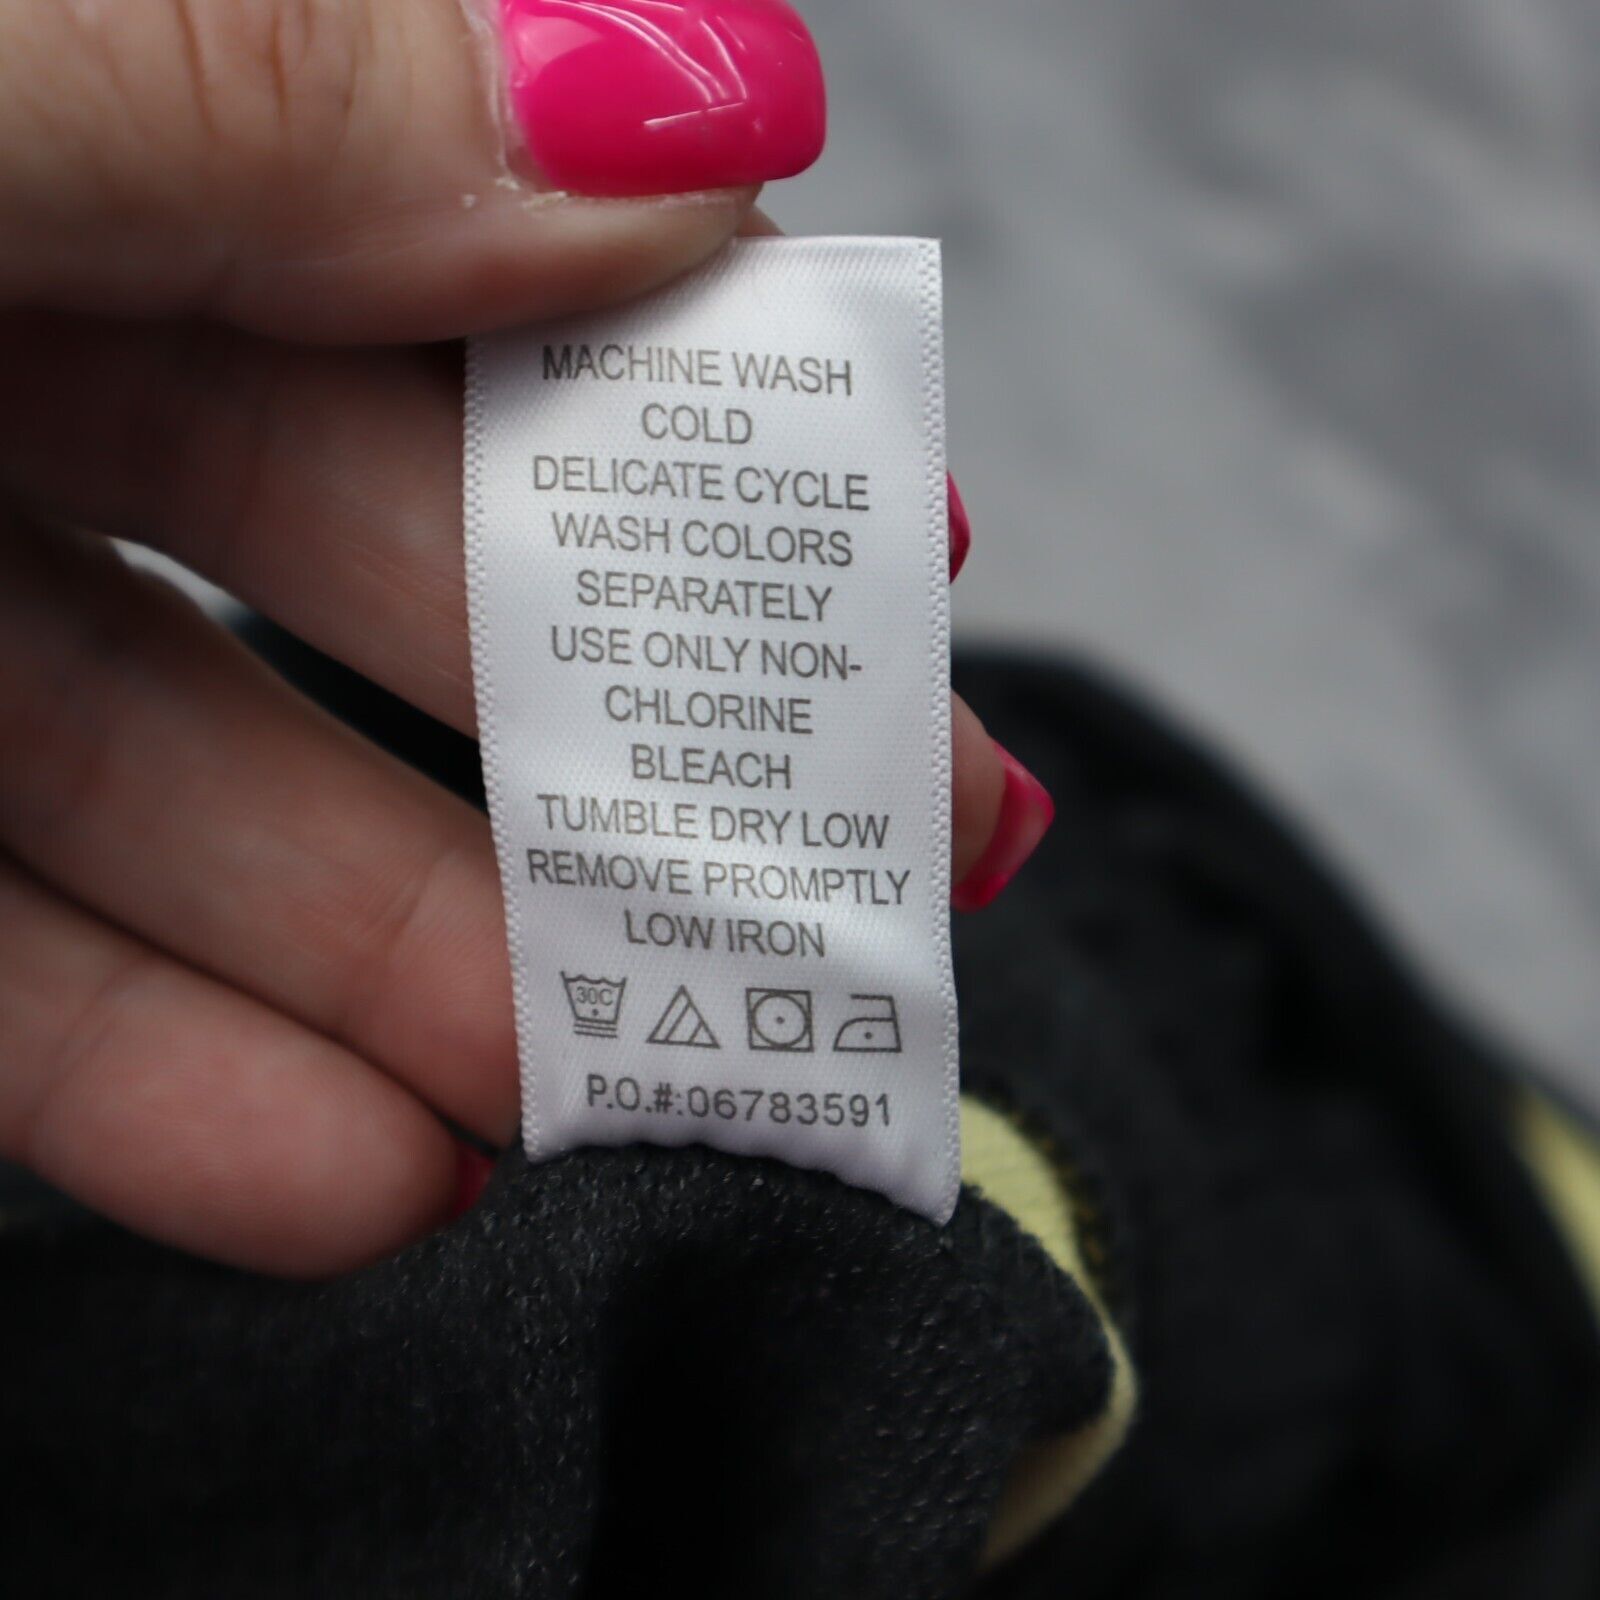 MACHINE WASH
COLD
DELICATE CYCLE
WASH COLORS
SEPARATELY
USE ONLY NON-
CHLORINE
BLEACH
TUMBLE DRY LOW
REMOVE PROMPTLY
LOW IRON
30C
P.O.#:06783591